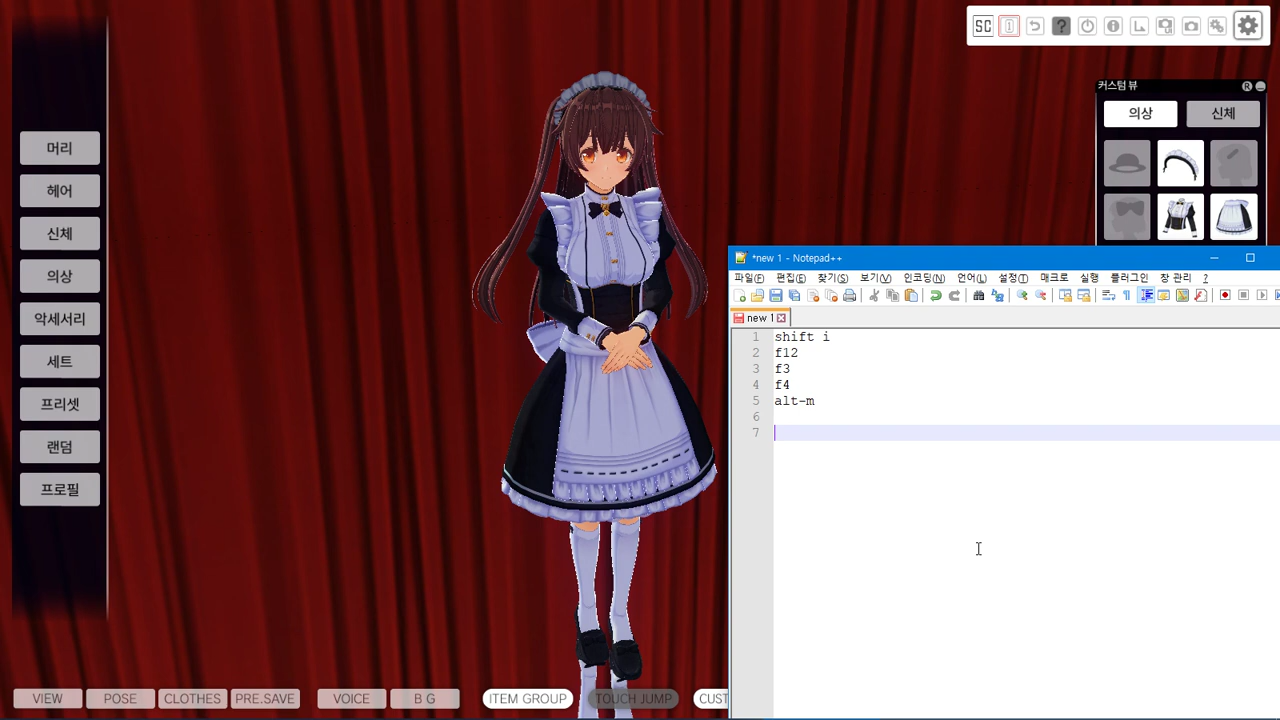 SC
커스텀 뷰
의상 신체
머리
헤어
신체
의상
악세서리
세트
프리셋
랜덤
프로필
*new 1 - Notepad++
파일(F) 편집(E) 찾기(S) 보기(V) 인코딩(N) 언어(L) 설정(T) 매크로 실행 플러그인 창 관리 ?
new 1
1 shift i
2 f12
3 f3
4 f4
5 alt-m
6
7
VIEW POSE CLOTHES PRE.SAVE VOICE B G ITEM GROUP TOUCH JUMP CUST